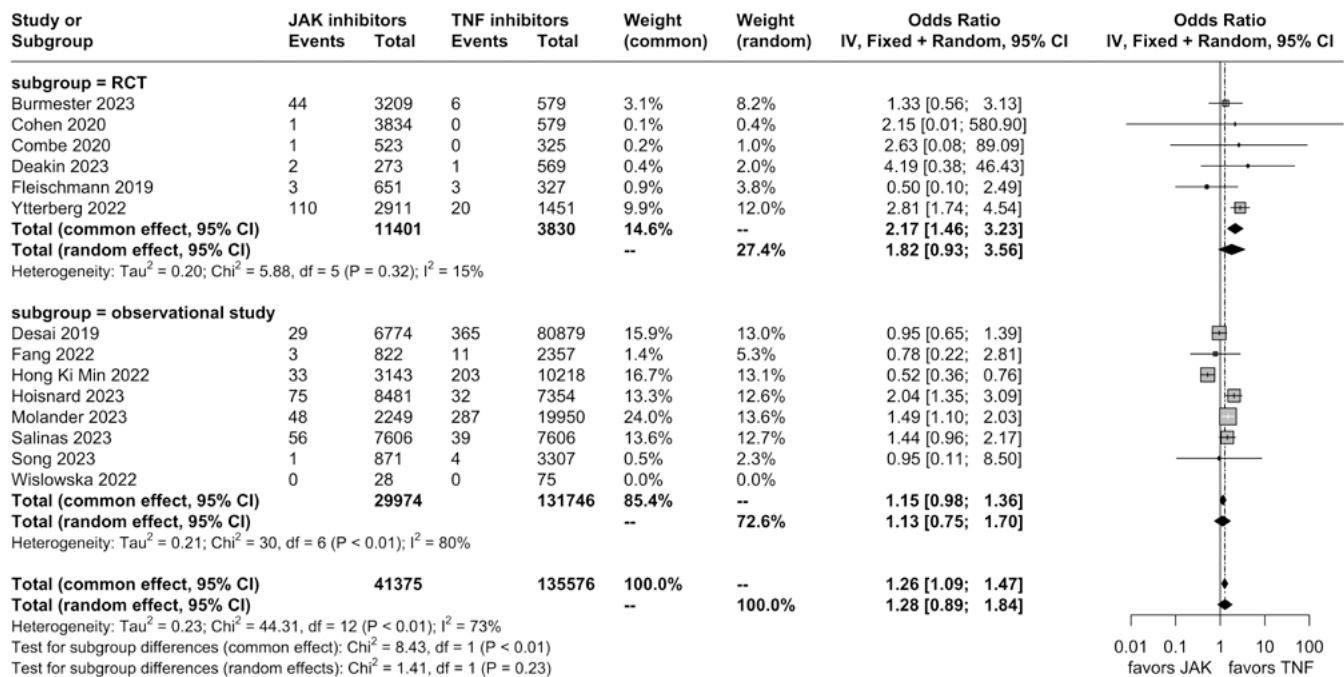 Study or JAK inhibitors TNF inhibitors Weight Weight Odds Ratio Odds Ratio
Subgroup Events Total Events Total (common) (random) IV, Fixed + Random, 95% CI IV, Fixed + Random, 95% CI
subgroup = RCT
Burmester 2023 44 3209 6 579 3.1% 8.2% 1.33 [0.56; 3.13]
Cohen 2020 1 3834 0 579 0.1% 0.4% 2.15 [0.01; 580.90]
Combe 2020 1 523 0 325 0.2% 1.0% 2.63 [0.08; 89.09]
Deakin 2023 2 273 1 569 0.4% 2.0% 4.19 [0.38; 46.43]
Fleischmann 2019 3 651 3 327 0.9% 3.8% 0.50 [0.10; 2.49]
Ytterberg 2022 110 2911 20 1451 9.9% 12.0% 2.81 [1.74; 4.54]
Total (common effect, 95% CI) 11401 3830 14.6% -- 2.17 [1.46; 3.23]
Total (random effect, 95% CI) -- 27.4% 1.82 [0.93; 3.56]
Heterogeneity: Tau² = 0.20; Chi² = 5.88, df = 5 (P = 0.32); I² = 15%
subgroup = observational study
Desai 2019 29 6774 365 80879 15.9% 13.0% 0.95 [0.65; 1.39]
Fang 2022 3 822 11 2357 1.4% 5.3% 0.78 [0.22; 2.81]
Hong Ki Min 2022 33 3143 203 10218 16.7% 13.1% 0.52 [0.36; 0.76]
Hoisnard 2023 75 8481 32 7354 13.3% 12.6% 2.04 [1.35; 3.09]
Molander 2023 48 2249 287 19950 24.0% 13.6% 1.49 [1.10; 2.03]
Salinas 2023 56 7606 39 7606 13.6% 12.7% 1.44 [0.96; 2.17]
Song 2023 1 871 4 3307 0.5% 2.3% 0.95 [0.11; 8.50]
Wislowska 2022 0 28 0 75 0.0% 0.0%
Total (common effect, 95% CI) 29974 131746 85.4% -- 1.15 [0.98; 1.36]
Total (random effect, 95% CI) -- 72.6% 1.13 [0.75; 1.70]
Heterogeneity: Tau² = 0.21; Chi² = 30, df = 6 (P < 0.01); I² = 80%
Total (common effect, 95% CI) 41375 135576 100.0% -- 1.26 [1.09; 1.47]
Total (random effect, 95% CI) -- 100.0% 1.28 [0.89; 1.84]
Heterogeneity: Tau² = 0.23; Chi² = 44.31, df = 12 (P < 0.01); I² = 73%
Test for subgroup differences (common effect): Chi² = 8.43, df = 1 (P < 0.01)
Test for subgroup differences (random effects): Chi² = 1.41, df = 1 (P = 0.23)
0.01 0.1 1 10 100
favors JAK favors TNF